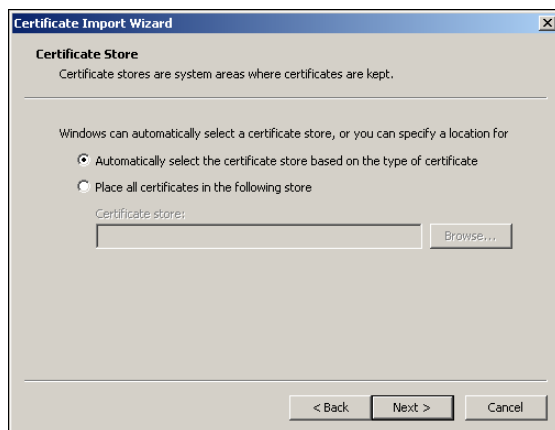 Certificate Import Wizard
Certificate Store
Certificate stores are system areas where certificates are kept.
Windows can automatically select a certificate store, or you can specify a location for
Automatically select the certificate store based on the type of certificate
Place all certificates in the following store
Certificate store:
Browse...
< Back Next > Cancel